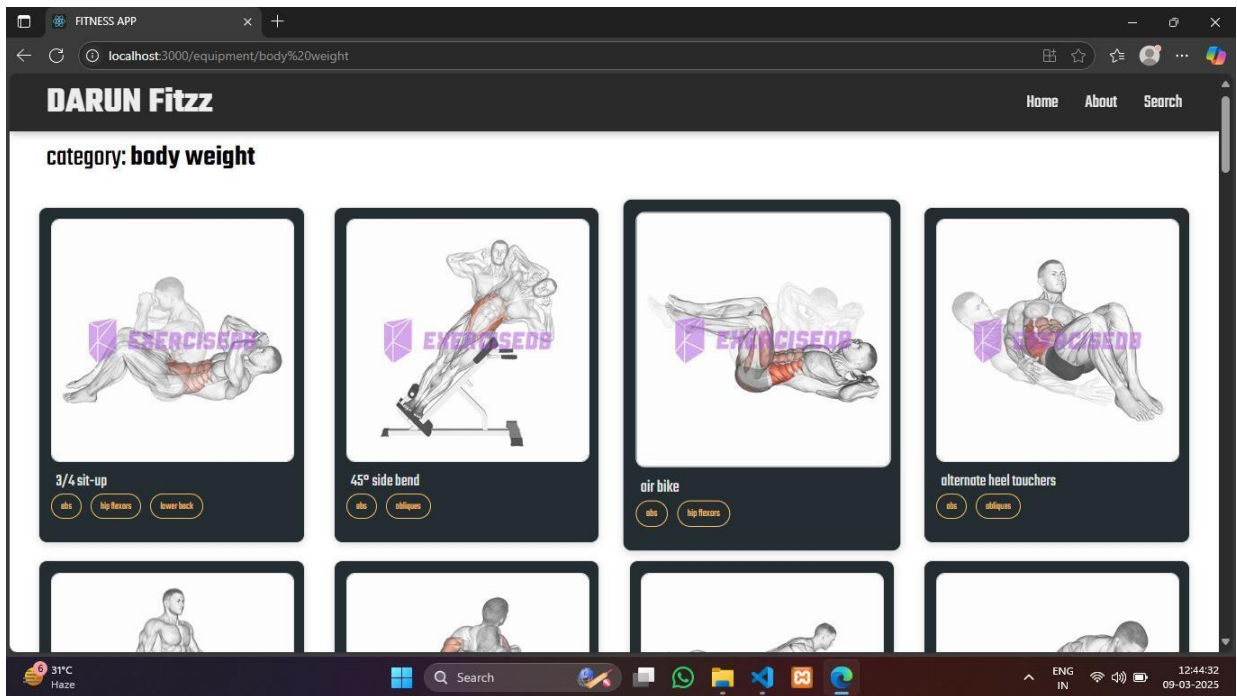 FITNESS APP
localhost:3000/equipment/body%20weight
DARUN Fitzz
Home About Search
category: body weight
EXERCISEDB EXERCISEDB EXERCISEDB EXERCISEDB
3/4 sit-up
abs hip flexors lower back
45° side bend
abs obliques
air bike
abs hip flexors
alternate heel touchers
abs obliques
6
31°C
Haze
Search
ENG
IN
12:44:32
09-03-2025